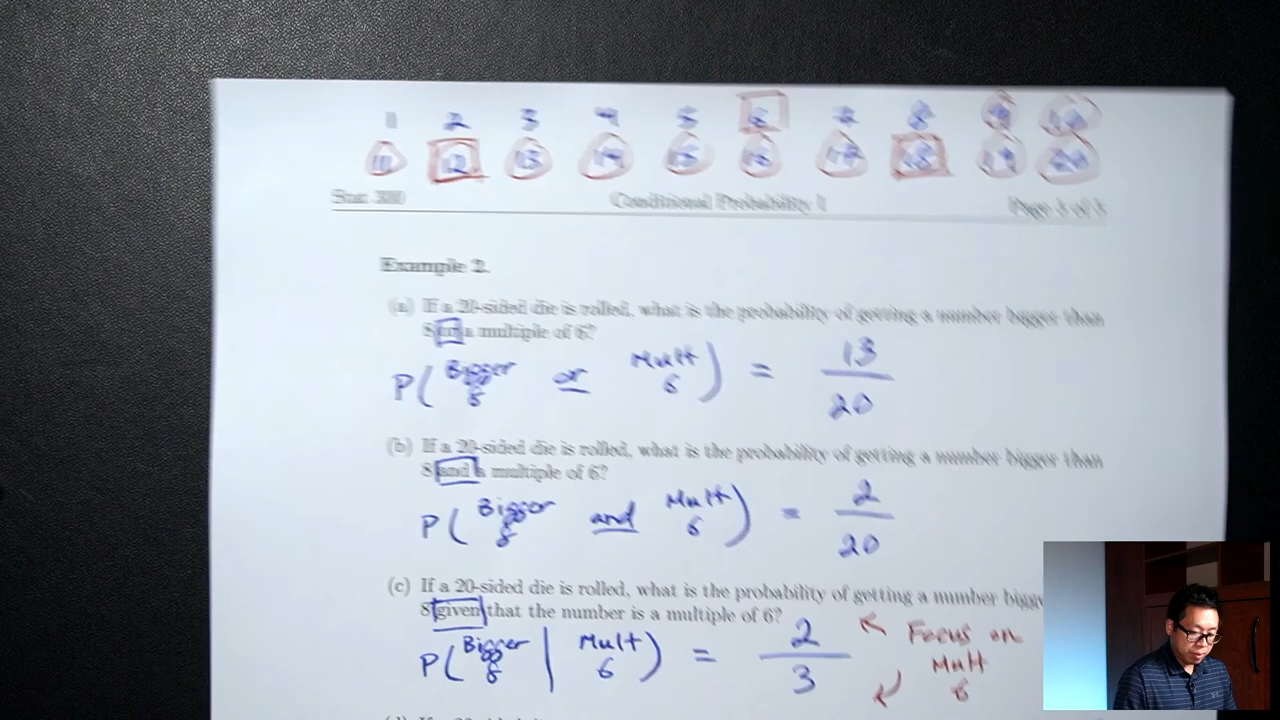 1 2 3 4 5 6 7 8 9 10
11 12 13 14 15 16 17 18 19 20
Stat 300 Conditional Probability 1 Page 3 of 3
Example 2.
(a) If a 20-sided die is rolled, what is the probability of getting a number bigger than
8 or a multiple of 6?
P( Bigger 8 or Mult 6 ) = 13/20
(b) If a 20-sided die is rolled, what is the probability of getting a number bigger than
8 and a multiple of 6?
P( Bigger 8 and Mult 6 ) = 2/20
(c) If a 20-sided die is rolled, what is the probability of getting a number bigge
8 given that the number is a multiple of 6?
P( Bigger 8 | Mult 6 ) = 2/3
Focus on
Mult
6